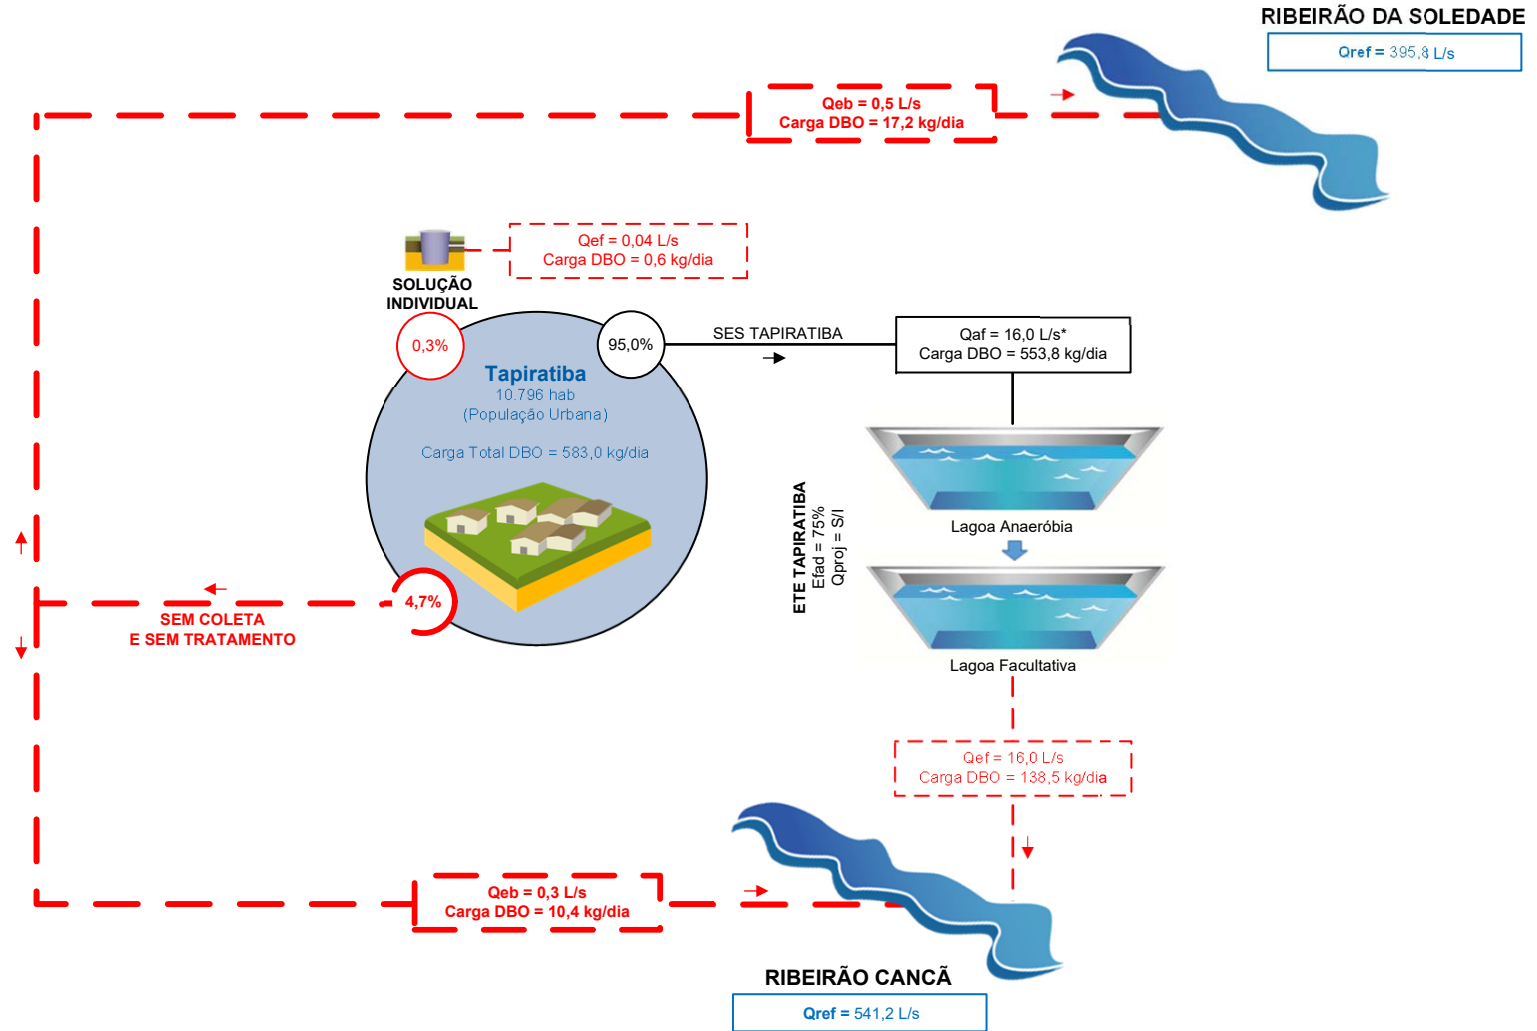 RIBEIRÃO DA SOLEDADE
Qref = 395,8 L/s
Qeb = 0,5 L/s
Carga DBO = 17,2 kg/dia
Qef = 0,04 L/s
Carga DBO = 0,6 kg/dia
SOLUÇÃO
INDIVIDUAL
0,3%
95,0%
SES TAPIRATIBA
Qaf = 16,0 L/s*
Carga DBO = 553,8 kg/dia
Tapiratiba
10.796 hab
(População Urbana)
Carga Total DBO = 583,0 kg/dia
ETE TAPIRATIBA
Efad = 75%
Qproj = S/I
Lagoa Anaeróbia
Lagoa Facultativa
4,7%
SEM COLETA
E SEM TRATAMENTO
Qef = 16,0 L/s
Carga DBO = 138,5 kg/dia
Qeb = 0,3 L/s
Carga DBO = 10,4 kg/dia
RIBEIRÃO CANCÃ
Qref = 541,2 L/s